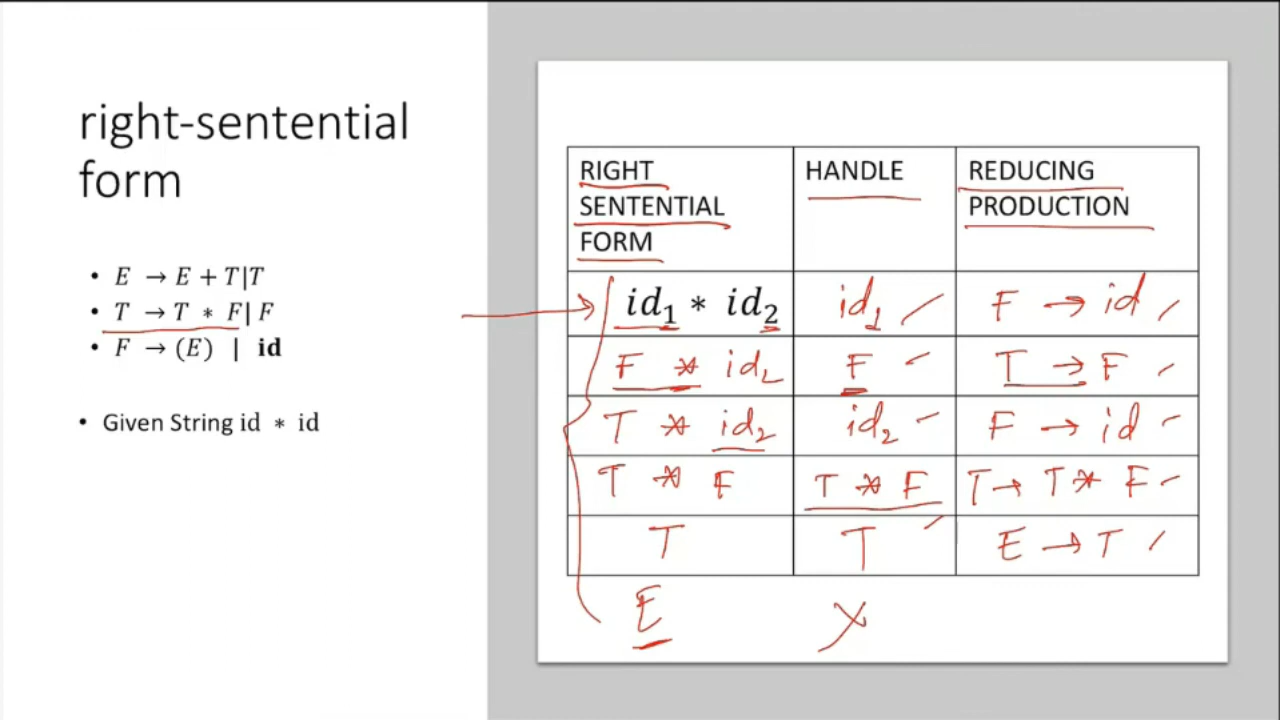 right-sentential
form
• E → E + T|T
• T → T * F| F
• F → (E) | id
• Given String id * id
RIGHT SENTENTIAL FORM HANDLE REDUCING PRODUCTION
id₁ * id₂ id₁ F → id
F * id₂ F T → F
T * id₂ id₂ F → id
T * F T * F T → T * F
T T E → T
E X